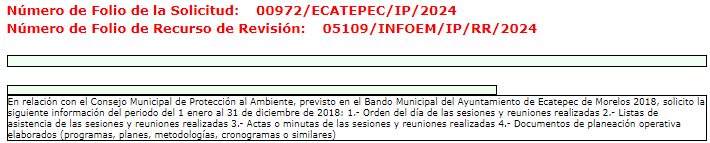 Número de Folio de la Solicitud: 00972/ECATEPEC/IP/2024
Número de Folio de Recurso de Revisión: 05109/INFOEM/IP/RR/2024
En relación con el Consejo Municipal de Protección al Ambiente, previsto en el Bando Municipal del Ayuntamiento de Ecatepec de Morelos 2018, solicito la
siguiente información del periodo del 1 enero al 31 de diciembre de 2018: 1.- Orden del día de las sesiones y reuniones realizadas 2.- Listas de
asistencia de las sesiones y reuniones realizadas 3.- Actas o minutas de las sesiones y reuniones realizadas 4.- Documentos de planeación operativa
elaborados (programas, planes, metodologías, cronogramas o similares)